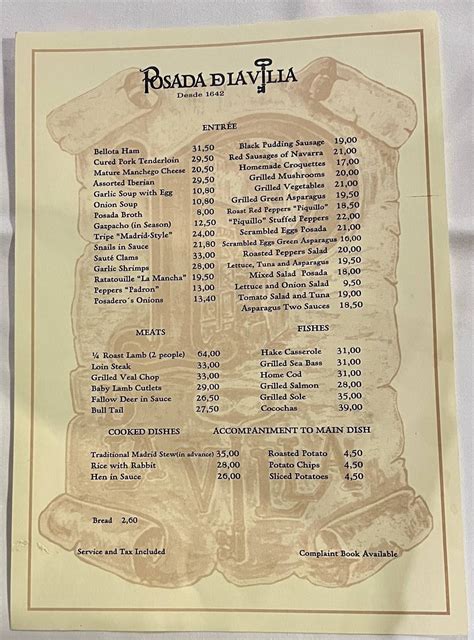 POSADA DE LA VILLA
Desde 1642
ENTRÉE
Bellota Ham 31,50
Cured Pork Tenderloin 29,50
Mature Manchego Cheese 20,50
Assorted Iberian 29,50
Garlic Soup with Egg 10,80
Onion Soup 10,80
Posada Broth 8,00
Gazpacho (in Season) 12,50
Tripe "Madrid-Style" 24,00
Snails in Sauce 21,80
Sauté Clams 33,00
Garlic Shrimps 28,00
Ratatouille "La Mancha" 19,50
Peppers "Padron" 13,00
Posadero´s Onions 13,40
Black Pudding Sausage 19,00
Red Sausages of Navarra 21,00
Homemade Croquettes 17,00
Grilled Mushrooms 20,00
Grilled Vegetables 21,00
Grilled Green Asparagus 19,50
Roast Red Peppers "Piquillo" 18,50
"Piquillo" Stuffed Peppers 22,00
Scrambled Eggs Posada 21,00
Scrambled Eggs Green Asparagus 16,00
Roasted Peppers Salad 20,00
Lettuce, Tuna and Asparagus 19,50
Mixed Salad Posada 18,00
Lettuce and Onion Salad 9,50
Tomato Salad and Tuna 19,00
Asparagus Two Sauces 18,50
MEATS
¼ Roast Lamb (2 people) 64,00
Loin Steak 33,00
Grilled Veal Chop 33,00
Baby Lamb Cutlets 29,00
Fallow Deer in Sauce 26,50
Bull Tail 27,50
FISHES
Hake Casserole 31,00
Grilled Sea Bass 31,00
Home Cod 31,00
Grilled Salmon 28,00
Grilled Sole 35,00
Cocochas 39,00
COOKED DISHES
Traditional Madrid Stew(in advance) 35,00
Rice with Rabbit 28,00
Hen in Sauce 26,00
ACCOMPANIMENT TO MAIN DISH
Roasted Potato 4,50
Potato Chips 4,50
Sliced Potatoes 4,50
Bread 2,60
Service and Tax Included
Complaint Book Available